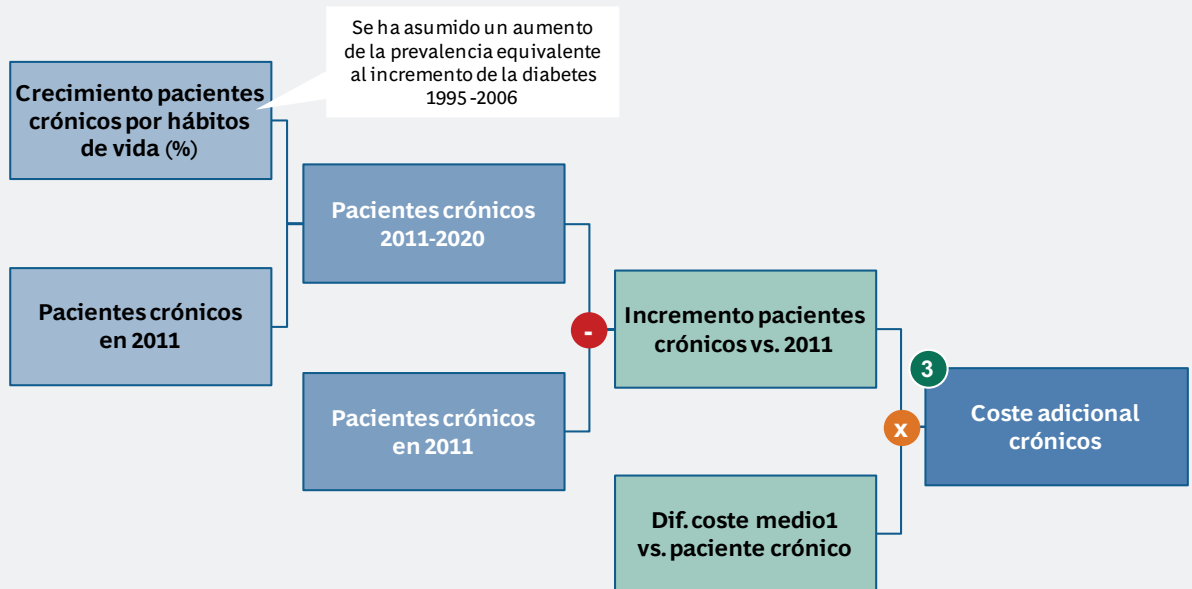 Se ha asumido un aumento
de la prevalencia equivalente
al incremento de la diabetes
1995-2006
Crecimiento pacientes
crónicos por hábitos
de vida (%)
Pacientes crónicos
2011-2020
Pacientes crónicos
en 2011
-
Incremento pacientes
crónicos vs. 2011
3
Pacientes crónicos
en 2011
x
Coste adicional
crónicos
Dif. coste medio1
vs. paciente crónico